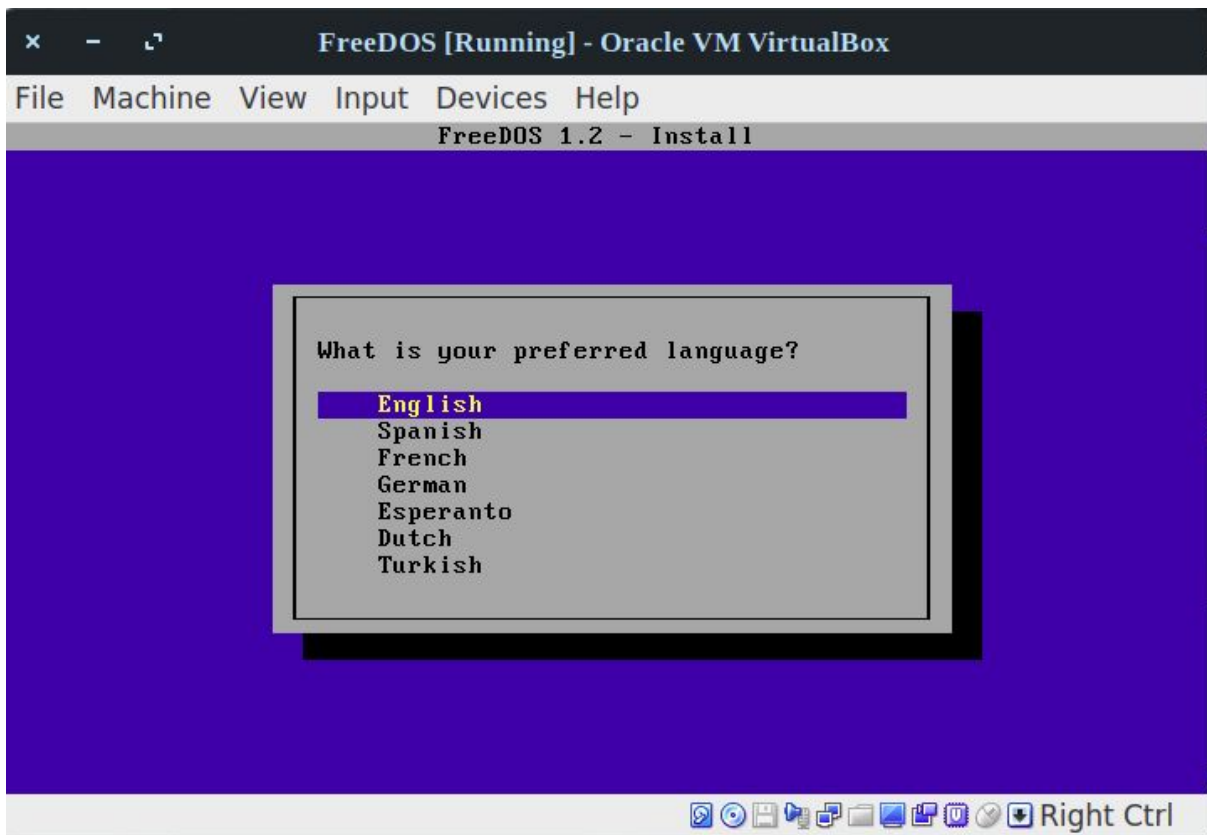 FreeDOS [Running] - Oracle VM VirtualBox
File Machine View Input Devices Help
FreeDOS 1.2 - Install
What is your preferred language?
English
Spanish
French
German
Esperanto
Dutch
Turkish
Right Ctrl